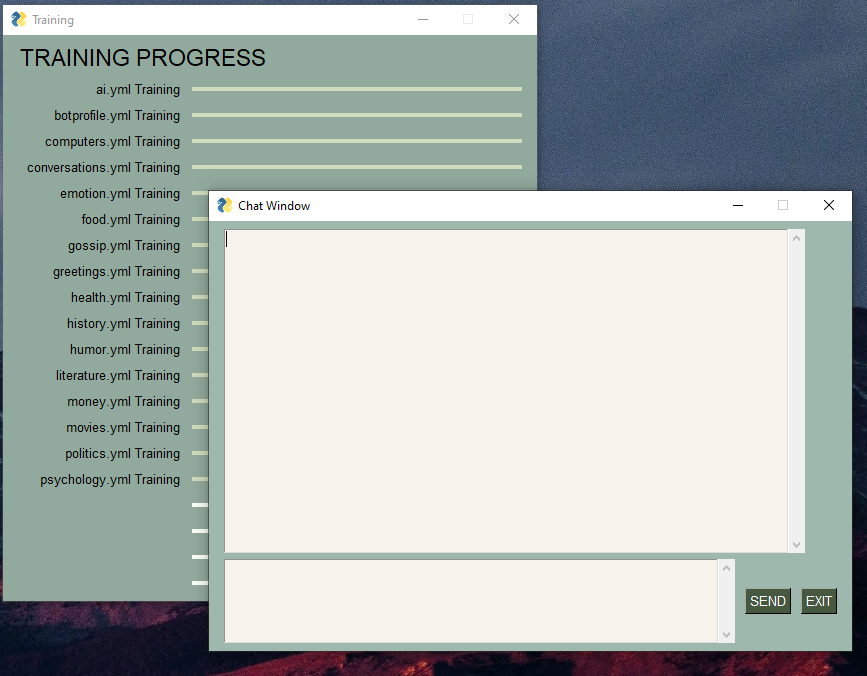 Training
TRAINING PROGRESS
ai.yml Training
botprofile.yml Training
computers.yml Training
conversations.yml Training
emotion.yml Training
food.yml Training
gossip.yml Training
greetings.yml Training
health.yml Training
history.yml Training
humor.yml Training
literature.yml Training
money.yml Training
movies.yml Training
politics.yml Training
psychology.yml Training
Chat Window
SEND EXIT